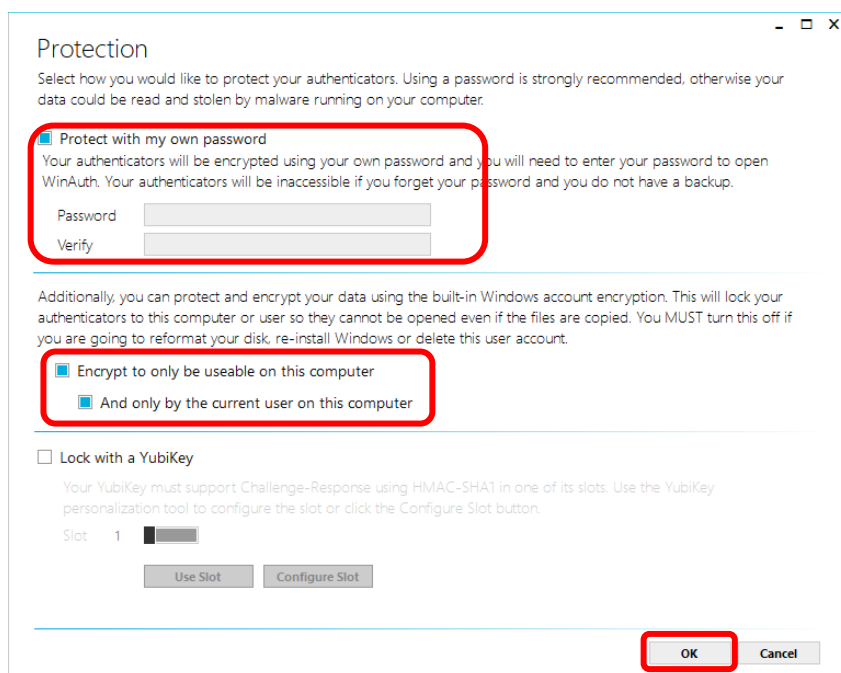 Protection
Select how you would like to protect your authenticators. Using a password is strongly recommended, otherwise your
data could be read and stolen by malware running on your computer.
Protect with my own password
Your authenticators will be encrypted using your own password and you will need to enter your password to open
WinAuth. Your authenticators will be inaccessible if you forget your password and you do not have a backup.
Password
Verify
Additionally, you can protect and encrypt your data using the built-in Windows account encryption. This will lock your
authenticators to this computer or user so they cannot be opened even if the files are copied. You MUST turn this off if
you are going to reformat your disk, re-install Windows or delete this user account.
Encrypt to only be useable on this computer
And only by the current user on this computer
Lock with a YubiKey
Your YubiKey must support Challenge-Response using HMAC-SHA1 in one of its slots. Use the YubiKey
personalization tool to configure the slot or click the Configure Slot button.
Slot 1
Use Slot Configure Slot
OK Cancel